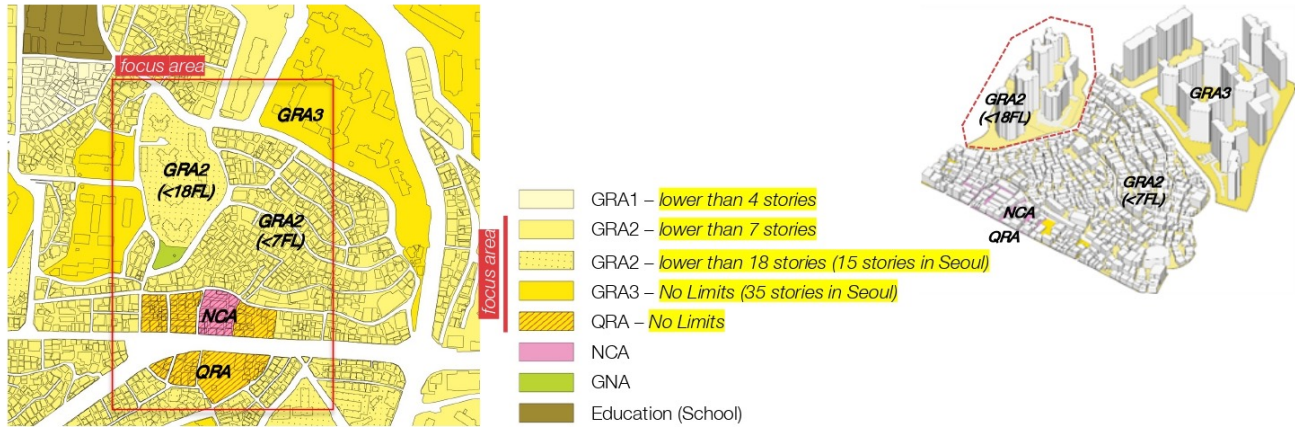 focus area
GRA3
GRA2
(<18FL)
GRA2
(<7FL)
NCA
QRA
focus area
GRA1 – lower than 4 stories
GRA2 – lower than 7 stories
GRA2 – lower than 18 stories (15 stories in Seoul)
GRA3 – No Limits (35 stories in Seoul)
QRA – No Limits
NCA
GNA
Education (School)
GRA2
(<18FL)
GRA3
GRA2
(<7FL)
NCA
QRA